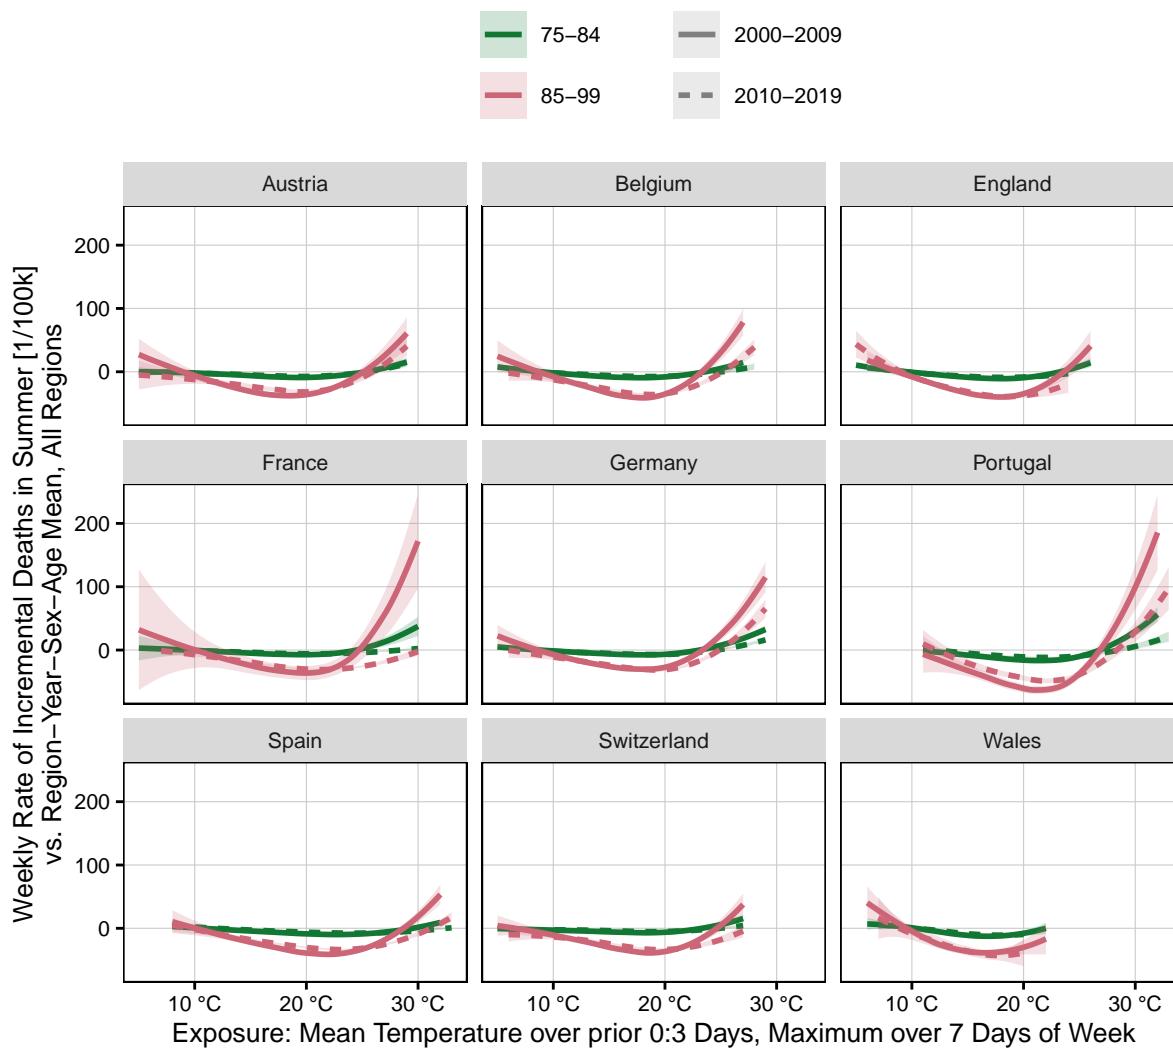 75–84
2000–2009
85–99
2010–2019
Austria
Belgium
England
200
100
0
France
Germany
Portugal
200
100
0
Spain
Switzerland
Wales
200
100
0
10°C
20°C
30°C
10°C
20°C
30°C
10°C
20°C
30°C
Weekly Rate of Incremental Deaths in Summer [1/100k]
vs. Region−Year−Sex−Age Mean, All Regions
Exposure: Mean Temperature over prior 0:3 Days, Maximum over 7 Days of Week